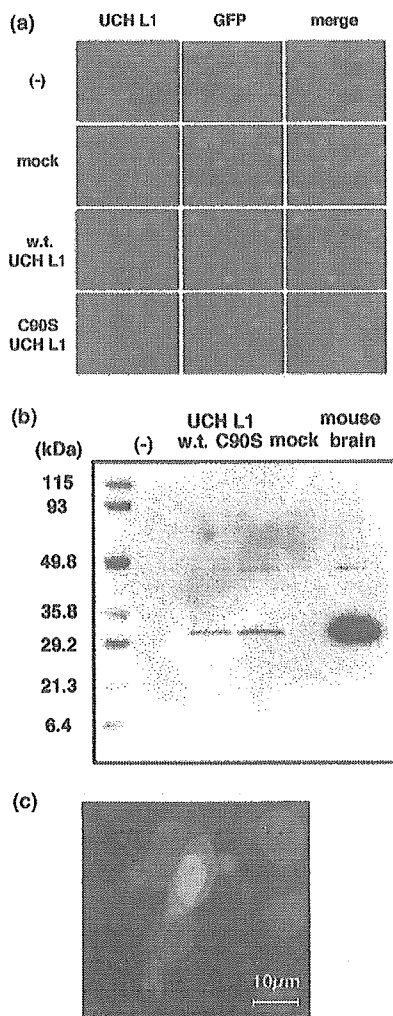 (a)
UCH L1 GFP merge
(-)
mock
w.t.
UCH L1
C90S
UCH L1
(b)
UCH L1 mouse
(kDa) (-) w.t. C90S mock brain
115
93
49.8
35.8
29.2
21.3
6.4
(c)
10µm